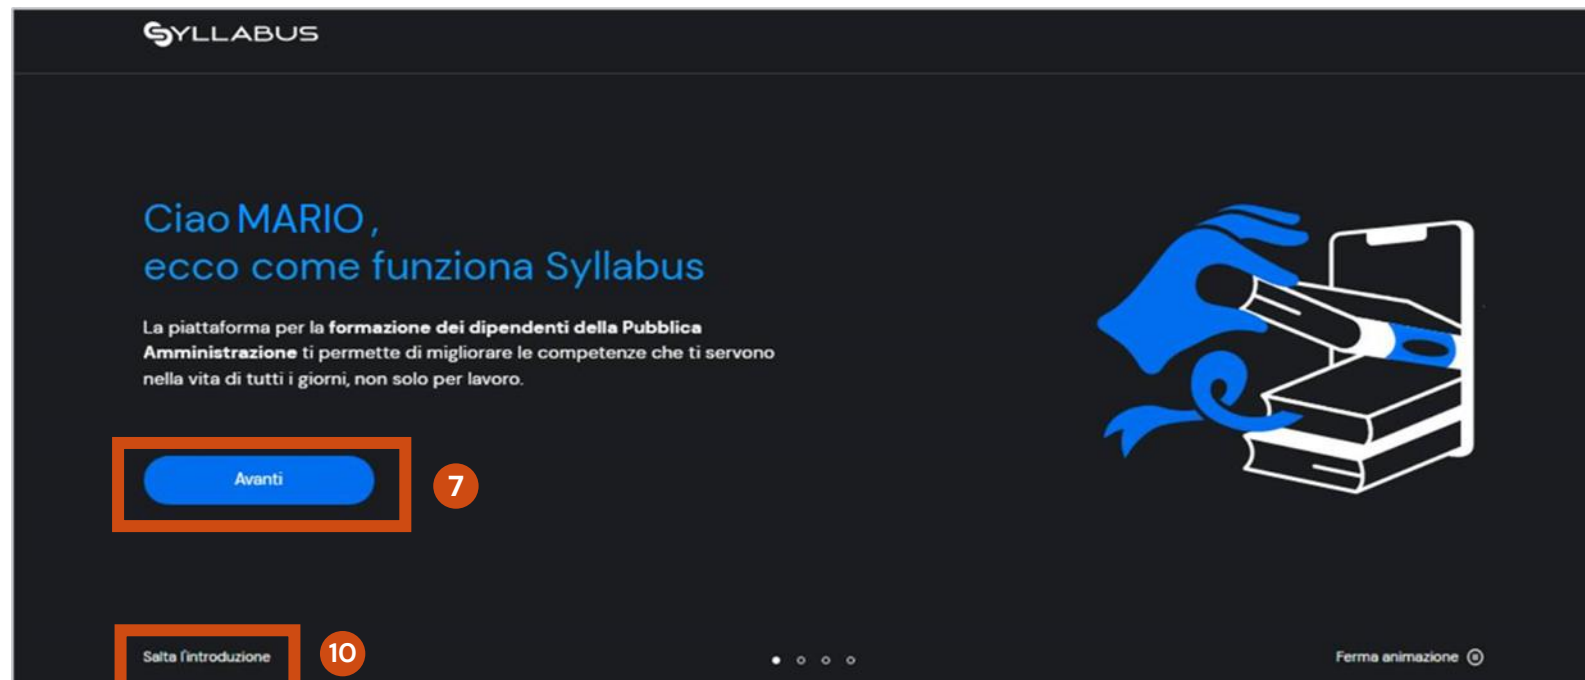 SYLLABUS
Ciao MARIO ,
ecco come funziona Syllabus
La piattaforma per la formazione dei dipendenti della Pubblica
Amministrazione ti permette di migliorare le competenze che ti servono
nella vita di tutti i giorni, non solo per lavoro.
Avanti
7
Salta l'introduzione
10
Ferma animazione